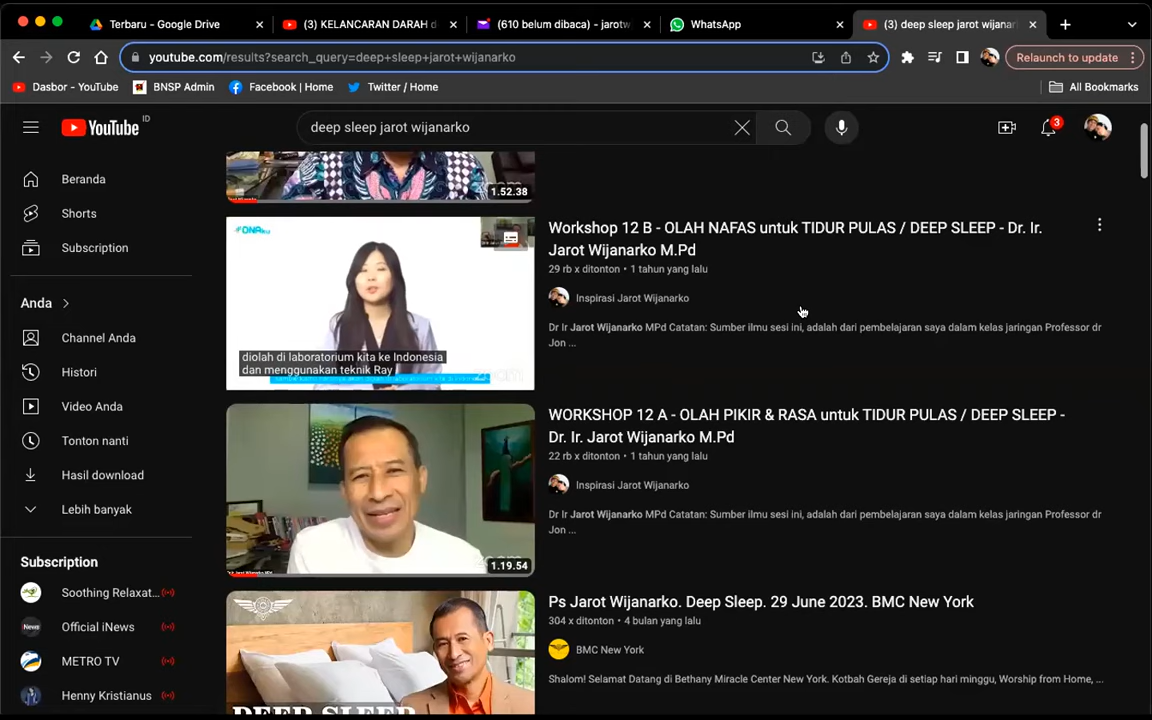 Terbaru - Google Drive
(3) KELANCARAN DARAH d
(610 belum dibaca) - jarotw
WhatsApp
(3) deep sleep jarot wijanar
youtube.com/results?search_query=deep+sleep+jarot+wijanarko
Relaunch to update
Dasbor - YouTube
BNSP Admin
Facebook | Home
Twitter / Home
All Bookmarks
YouTube ID
deep sleep jarot wijanarko
3
Beranda
Shorts
Subscription
Anda
Channel Anda
Histori
Video Anda
Tonton nanti
Hasil download
Lebih banyak
Subscription
Soothing Relaxat...
Official iNews
METRO TV
Henny Kristianus
1.52.38
DNAku
diolah di laboratorium kita ke Indonesia
dan menggunakan teknik Ray
zoom
Workshop 12 B - OLAH NAFAS untuk TIDUR PULAS / DEEP SLEEP - Dr. Ir.
Jarot Wijanarko M.Pd
29 rb x ditonton • 1 tahun yang lalu
Inspirasi Jarot Wijanarko
Dr Ir Jarot Wijanarko MPd Catatan: Sumber ilmu sesi ini, adalah dari pembelajaran saya dalam kelas jaringan Professor dr
Jon ...
1.19.54
WORKSHOP 12 A - OLAH PIKIR & RASA untuk TIDUR PULAS / DEEP SLEEP -
Dr. Ir. Jarot Wijanarko M.Pd
22 rb x ditonton • 1 tahun yang lalu
Inspirasi Jarot Wijanarko
Dr Ir Jarot Wijanarko MPd Catatan: Sumber ilmu sesi ini, adalah dari pembelajaran saya dalam kelas jaringan Professor dr
Jon ...
DEEP SLEEP
Ps Jarot Wijanarko. Deep Sleep. 29 June 2023. BMC New York
304 x ditonton • 4 bulan yang lalu
BMC New York
Shalom! Selamat Datang di Bethany Miracle Center New York. Kotbah Gereja di setiap hari minggu, Worship from Home, ...